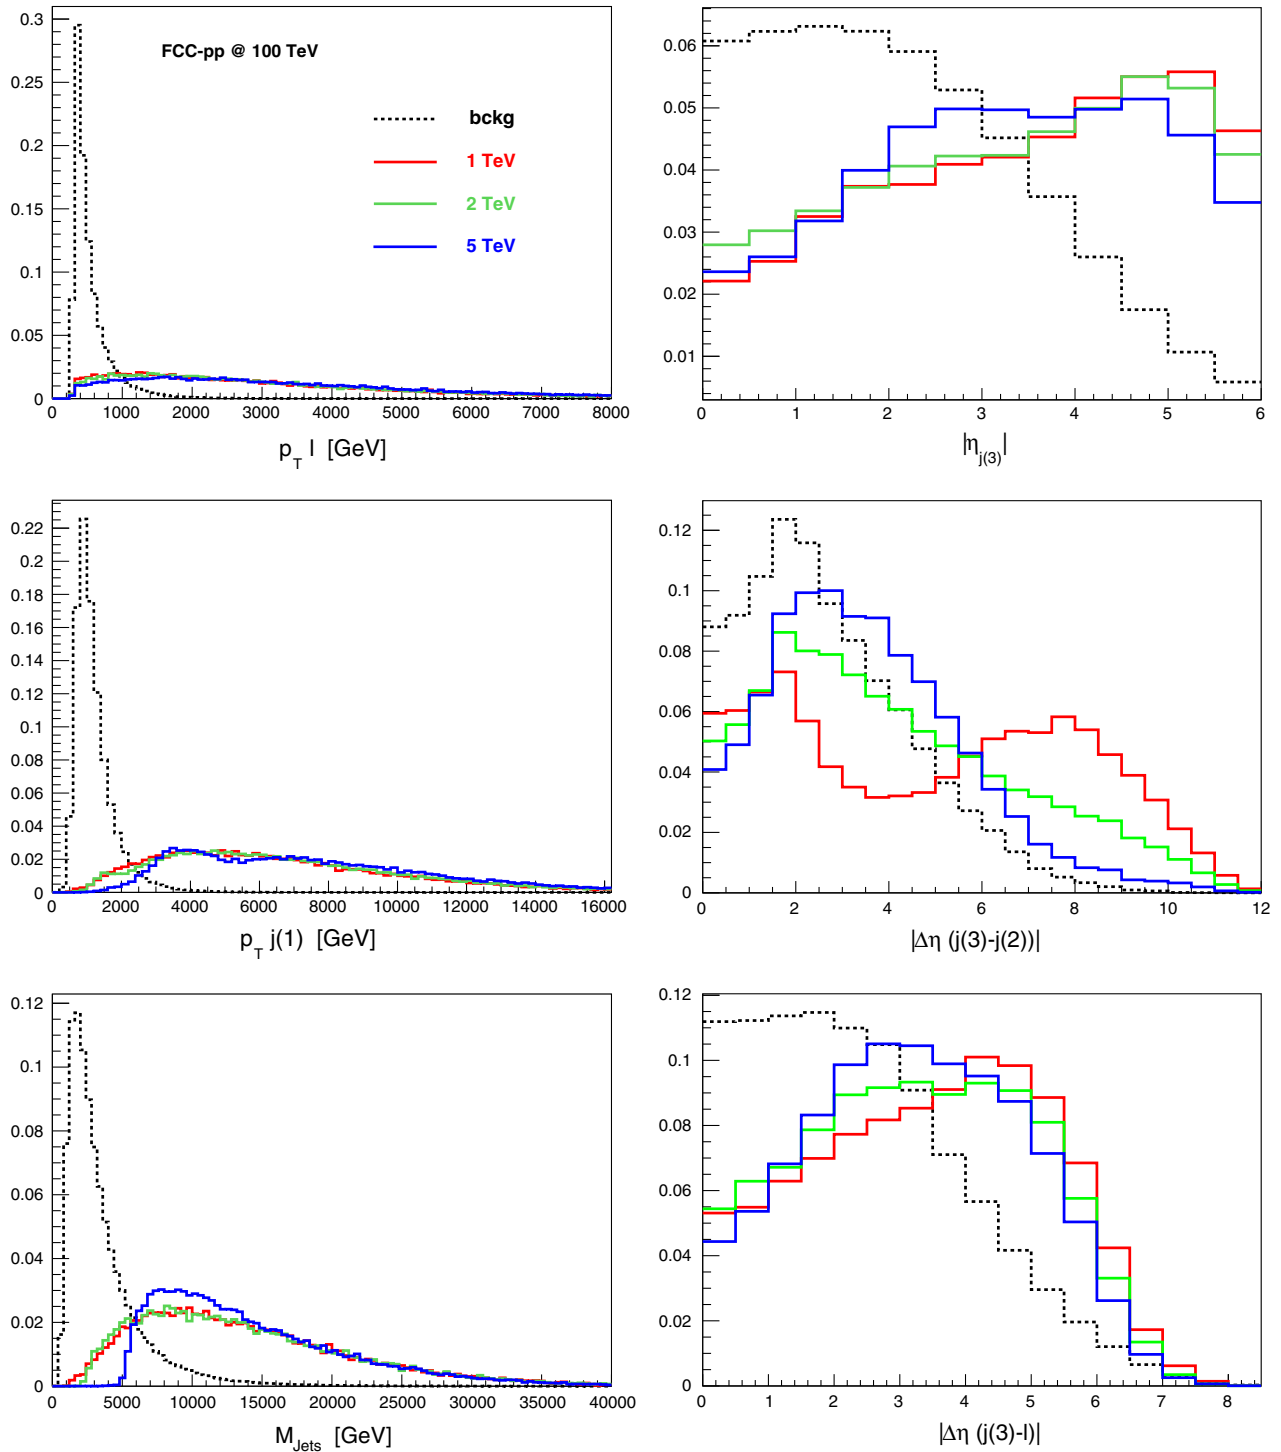 0.3
0.25
0.2
0.15
0.1
0.05
0
FCC-pp @ 100 TeV
bckg
1 TeV
2 TeV
5 TeV
0 1000 2000 3000 4000 5000 6000 7000 8000
p_T l [GeV]
0.06
0.05
0.04
0.03
0.02
0.01
0 1 2 3 4 5 6
|η_j(3)|
0.22
0.2
0.18
0.16
0.14
0.12
0.1
0.08
0.06
0.04
0.02
0
0 2000 4000 6000 8000 10000 12000 14000 16000
p_T j(1) [GeV]
0.12
0.1
0.08
0.06
0.04
0.02
0
0 2 4 6 8 10 12
|Δη (j(3)-j(2))|
0.12
0.1
0.08
0.06
0.04
0.02
0
0 5000 10000 15000 20000 25000 30000 35000 40000
M_Jets [GeV]
0.12
0.1
0.08
0.06
0.04
0.02
0
0 1 2 3 4 5 6 7 8
|Δη (j(3)-l)|